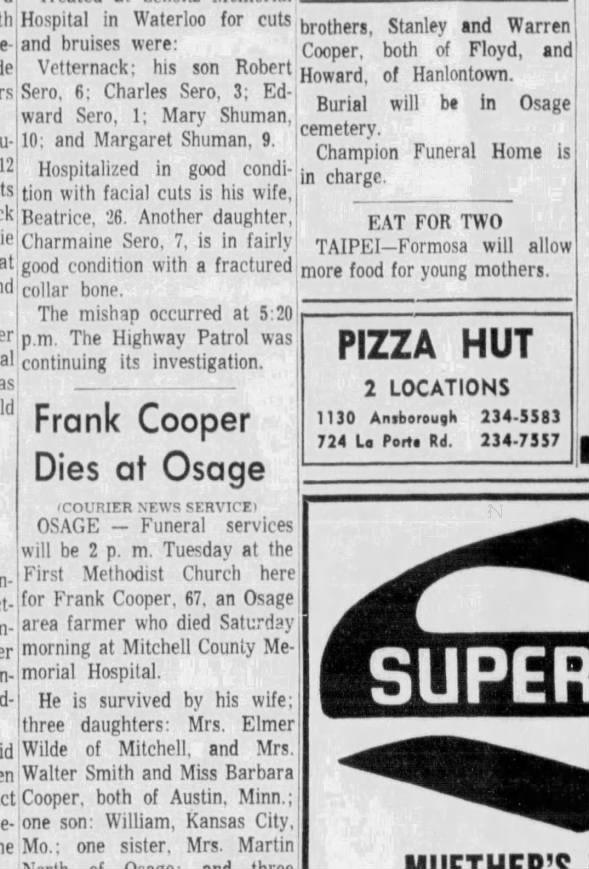 Hospital in Waterloo for cuts
and bruises were:
Vetternack; his son Robert
Sero, 6; Charles Sero, 3; Ed-
ward Sero, 1; Mary Shuman,
10; and Margaret Shuman, 9.
Hospitalized in good condi-
tion with facial cuts is his wife,
Beatrice, 26. Another daughter,
Charmaine Sero, 7, is in fairly
good condition with a fractured
collar bone.
The mishap occurred at 5:20
p.m. The Highway Patrol was
continuing its investigation.
Frank Cooper
Dies at Osage
(COURIER NEWS SERVICE)
OSAGE — Funeral services
will be 2 p. m. Tuesday at the
First Methodist Church here
for Frank Cooper, 67, an Osage
area farmer who died Saturday
morning at Mitchell County Me-
morial Hospital.
He is survived by his wife;
three daughters: Mrs. Elmer
Wilde of Mitchell, and Mrs.
Walter Smith and Miss Barbara
Cooper, both of Austin, Minn.;
one son: William, Kansas City,
Mo.; one sister, Mrs. Martin
North of Osage; and three
brothers, Stanley and Warren
Cooper, both of Floyd, and
Howard, of Hanlontown.
Burial will be in Osage
cemetery.
Champion Funeral Home is
in charge.
EAT FOR TWO
TAIPEI—Formosa will allow
more food for young mothers.
PIZZA HUT
2 LOCATIONS
1130 Ansborough 234-5583
724 La Porte Rd. 234-7557
SUPER
MUETHER'S